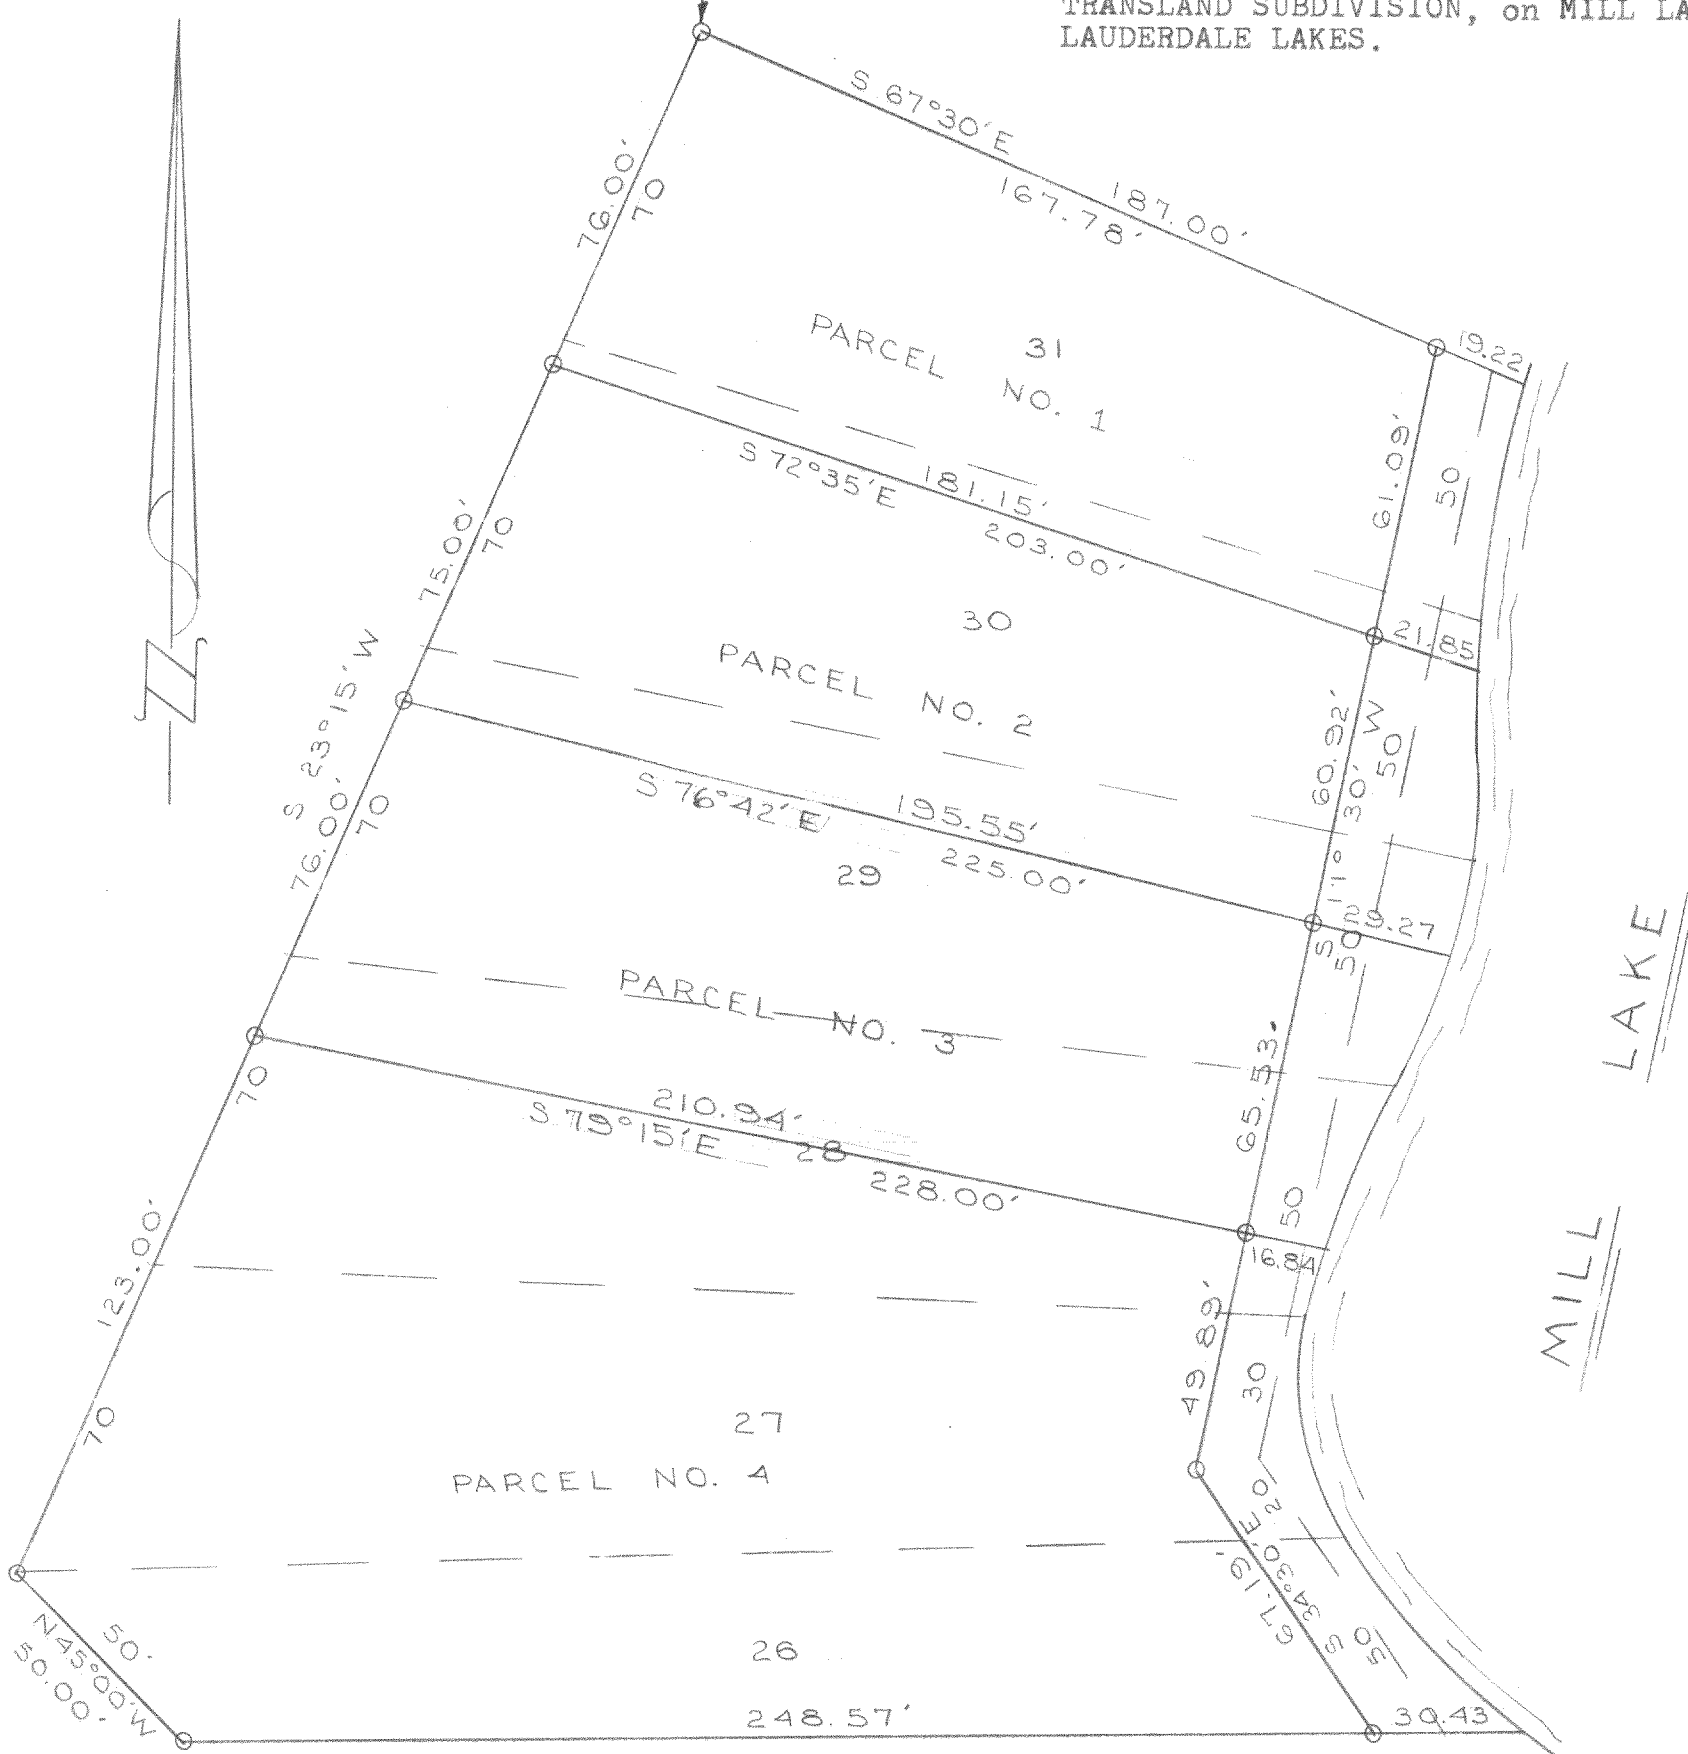 TRANSLAND SUBDIVISION, on MILL LA
LAUDERDALE LAKES.
S 67°30'E
187.00'
167.78'
76.00'
70
19.22
PARCEL NO. 1
31
61.09'
50
S 72°35'E
181.15'
203.00'
75.00'
70
21.85
30
PARCEL NO. 2
60.92'
S 11°30' W
50
S 23°15' W
S 76°42'E
195.55'
225.00'
76.00'
70
29.27
29
50
PARCEL NO. 3
65.53'
210.94'
S 79°15'E
28
228.00'
70
50
16.84
123.00'
49.89'
30
27
70
PARCEL NO. 4
20
S 34°30' E
67.19'
50
26
50.
N 45°00' W
50.00'
248.57'
30.43
MILL LAKE
N